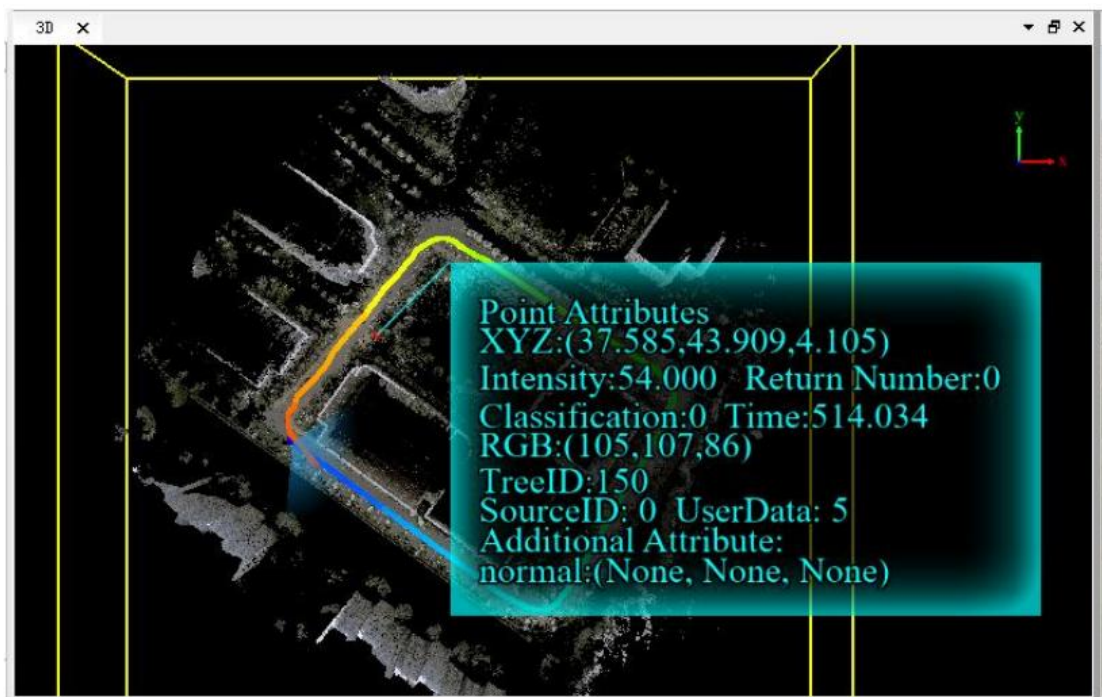 3D
y
x
Point Attributes
XYZ:(37.585,43.909,4.105)
Intensity:54.000 Return Number:0
Classification:0 Time:514.034
RGB:(105,107,86)
TreeID:150
SourceID: 0 UserData: 5
Additional Attribute:
normal:(None, None, None)